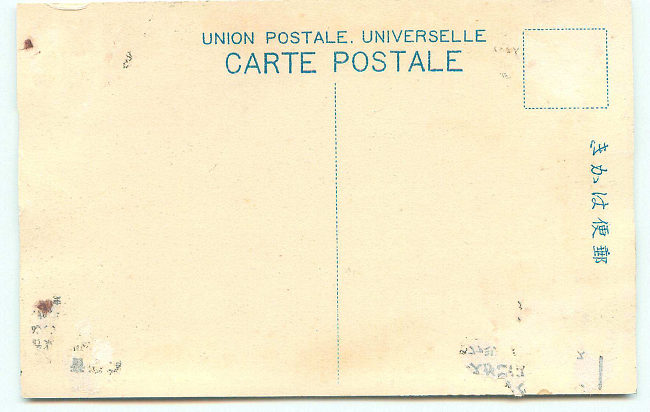 UNION POSTALE. UNIVERSELLE
CARTE POSTALE
郵便はかき